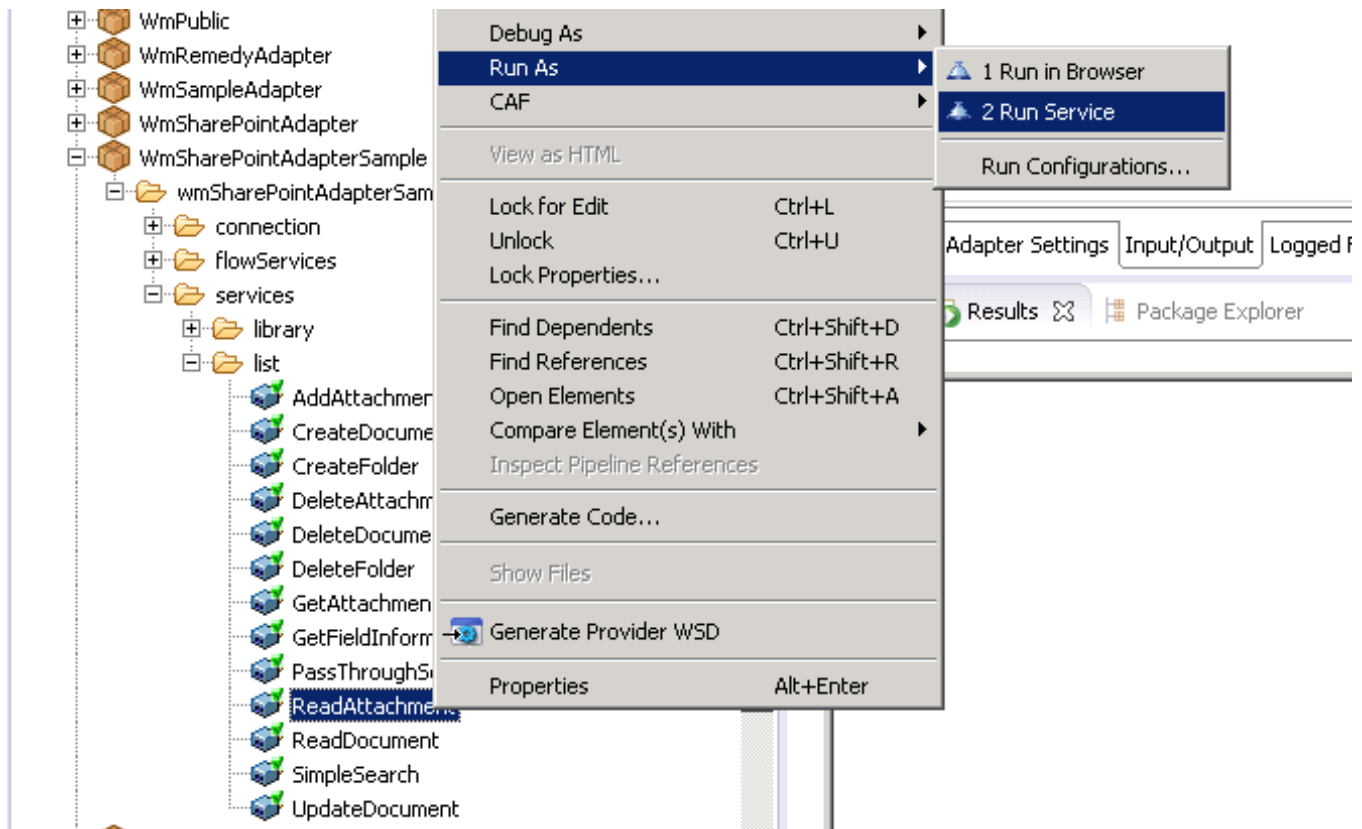 WmPublic
WmRemedyAdapter
WmSampleAdapter
WmSharePointAdapter
WmSharePointAdapterSample
wmSharePointAdapterSam
connection
flowServices
services
library
list
AddAttachmer
CreateDocume
CreateFolder
DeleteAttachm
DeleteDocume
DeleteFolder
GetAttachmen
GetFieldInform
PassThroughS
ReadAttachment
ReadDocument
SimpleSearch
UpdateDocument
Debug As
Run As
CAF
View as HTML
Lock for Edit Ctrl+L
Unlock Ctrl+U
Lock Properties...
Find Dependents Ctrl+Shift+D
Find References Ctrl+Shift+R
Open Elements Ctrl+Shift+A
Compare Element(s) With
Inspect Pipeline References
Generate Code...
Show Files
Generate Provider WSD
Properties Alt+Enter
1 Run in Browser
2 Run Service
Run Configurations...
Adapter Settings Input/Output Logged F
Results Package Explorer